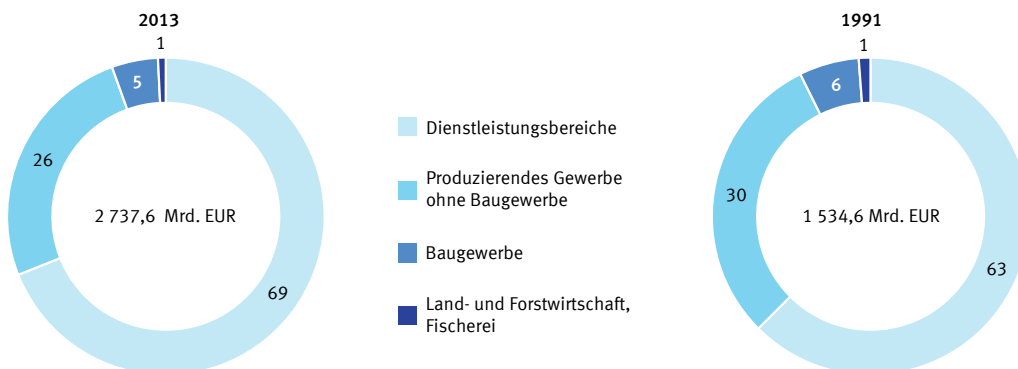 2013
1
5
26
2 737,6 Mrd. EUR
69
Dienstleistungsbereiche
Produzierendes Gewerbe
ohne Baugewerbe
Baugewerbe
Land- und Forstwirtschaft,
Fischerei
1991
1
6
30
1 534,6 Mrd. EUR
63